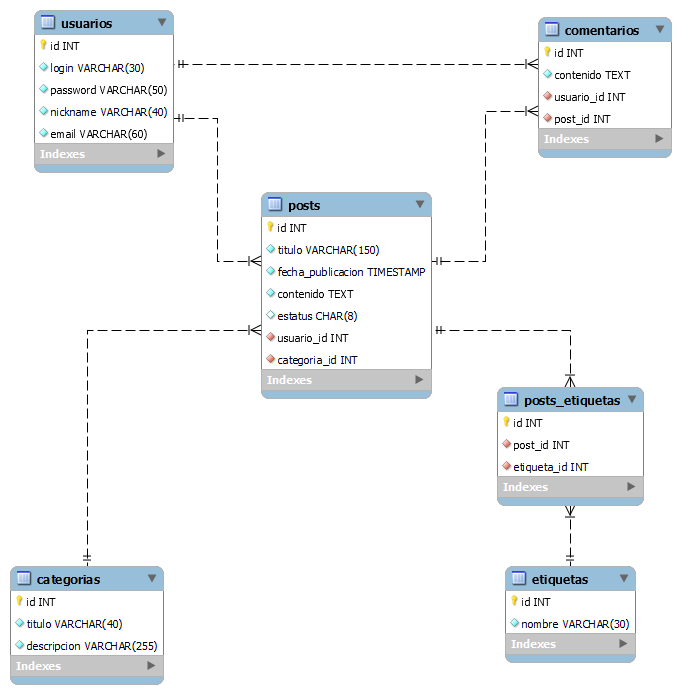 usuarios
id INT
login VARCHAR(30)
password VARCHAR(50)
nickname VARCHAR(40)
email VARCHAR(60)
Indexes
comentarios
id INT
contenido TEXT
usuario_id INT
post_id INT
Indexes
posts
id INT
titulo VARCHAR(150)
fecha_publicacion TIMESTAMP
contenido TEXT
estatus CHAR(8)
usuario_id INT
categoria_id INT
Indexes
posts_etiquetas
id INT
post_id INT
etiqueta_id INT
Indexes
categorias
id INT
titulo VARCHAR(40)
descripcion VARCHAR(255)
Indexes
etiquetas
id INT
nombre VARCHAR(30)
Indexes